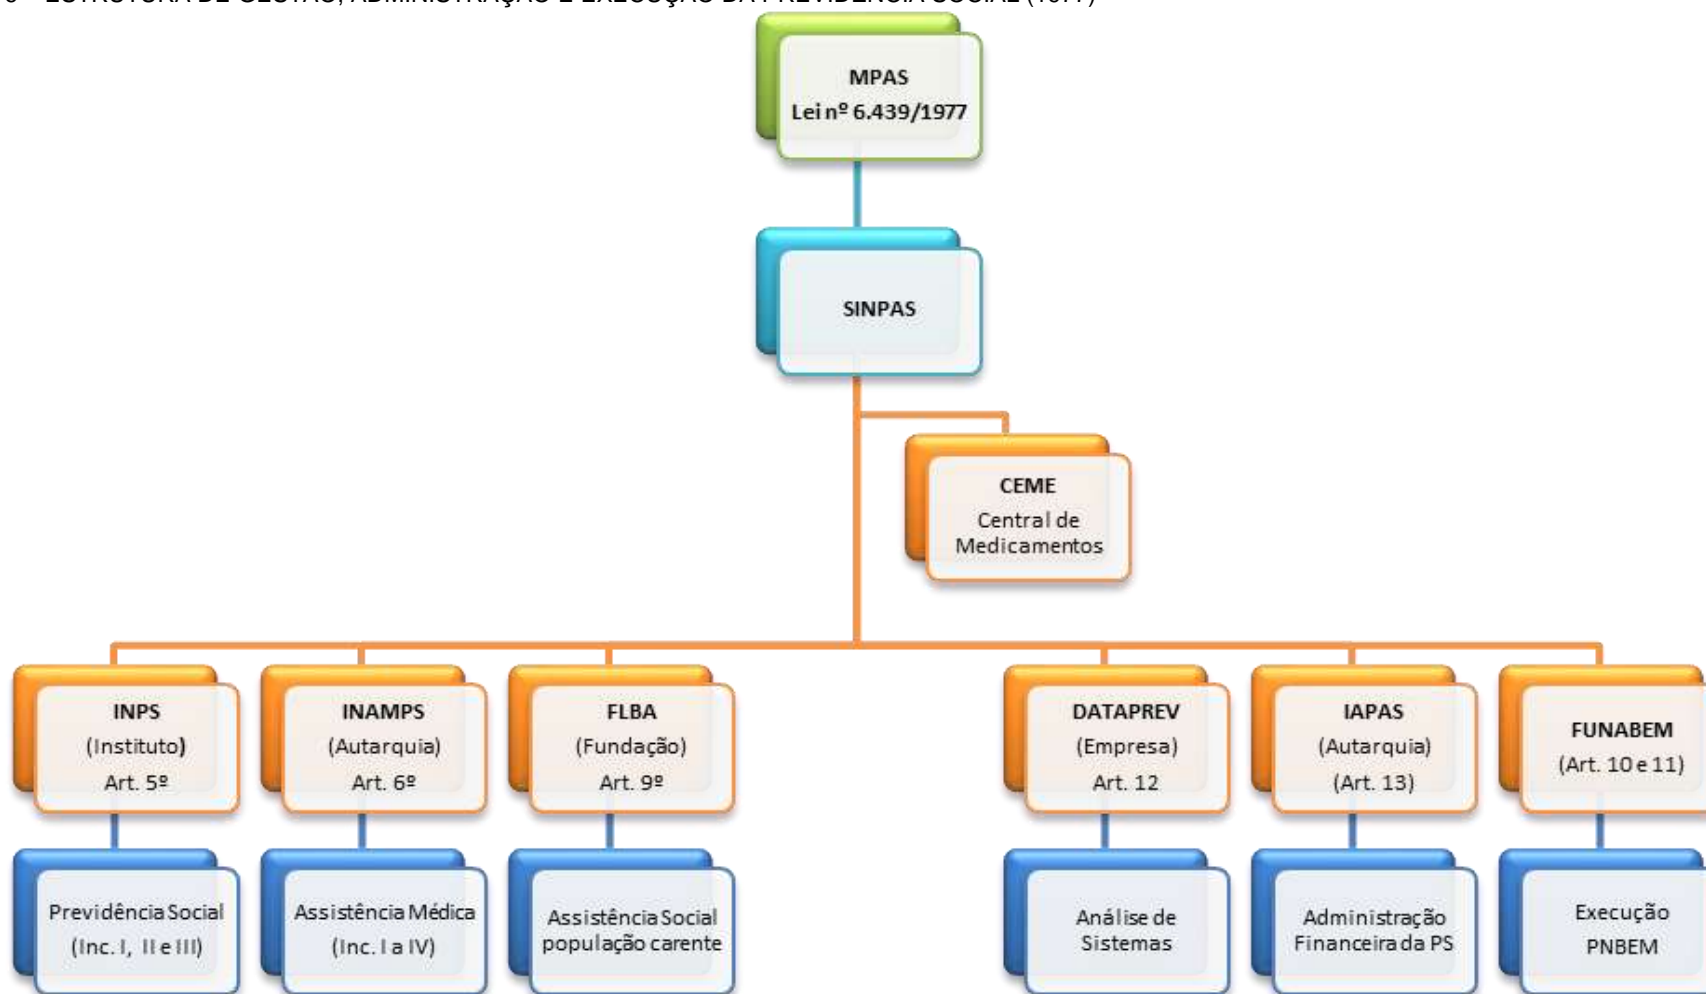 MPAS
Lei nº 6.439/1977
SINPAS
CEME
Central de
Medicamentos
INPS
(Instituto)
Art. 5º
INAMPS
(Autarquia)
Art. 6º
FLBA
(Fundação)
Art. 9º
DATAPREV
(Empresa)
Art. 12
IAPAS
(Autarquia)
(Art. 13)
FUNABEM
(Art. 10 e 11)
Previdência Social
(Inc. I, II e III)
Assistência Médica
(Inc. I a IV)
Assistência Social
população carente
Análise de
Sistemas
Administração
Financeira da PS
Execução
PNBEM